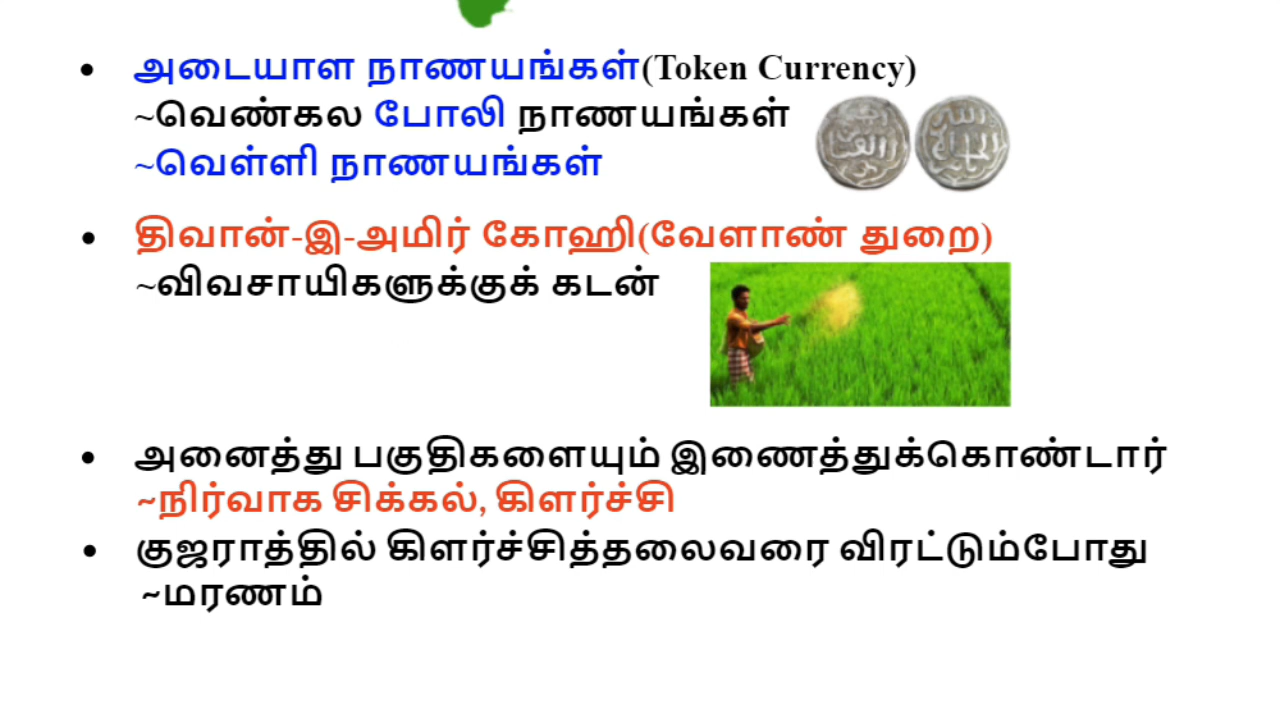 • அடையாள நாணயங்கள்(Token Currency)
~வெண்கல போலி நாணயங்கள்
~வெள்ளி நாணயங்கள்
• திவான்-இ-அமிர் கோஹி(வேளாண் துறை)
~விவசாயிகளுக்குக் கடன்
• அனைத்து பகுதிகளையும் இணைத்துக்கொண்டார்
~நிர்வாக சிக்கல், கிளர்ச்சி
• குஜராத்தில் கிளர்ச்சித்தலைவரை விரட்டும்போது
~மரணம்